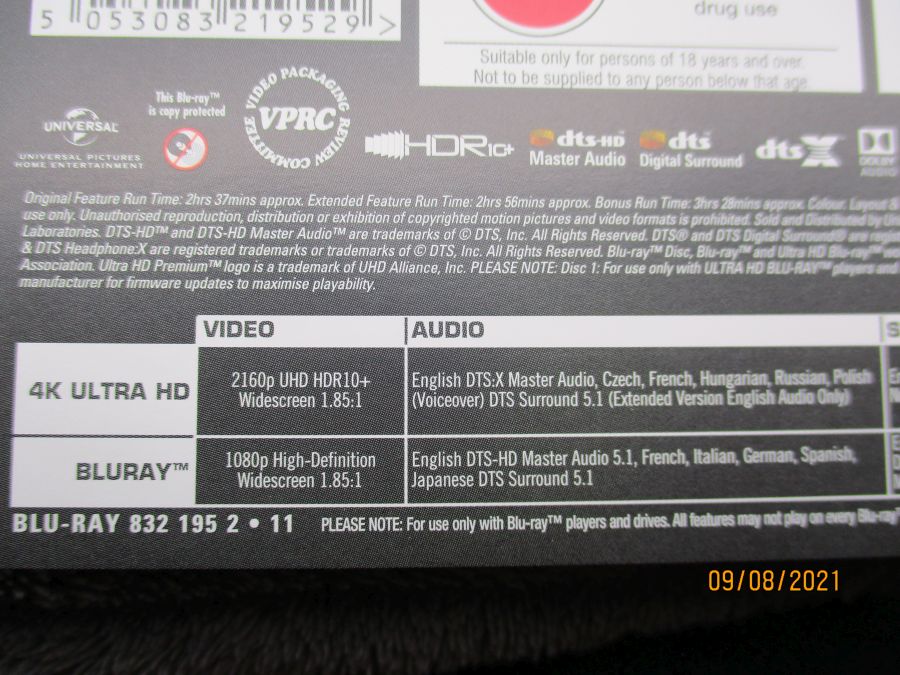 5 053083 219529 >
drug use
Suitable only for persons of 18 years and over.
Not to be supplied to any person below that age.
UNIVERSAL
UNIVERSAL PICTURES
HOME ENTERTAINMENT
This Blu-ray™
is copy protected
VIDEO PACKAGING REVIEW COMMITTEE
VPRC
HDR10+
dts-HD
Master Audio
dts
Digital Surround
dts X
DOLBY
AUDIO
Original Feature Run Time: 2hrs 37mins approx. Extended Feature Run Time: 2hrs 56mins approx. Bonus Run Time: 3hrs 28mins approx. Colour. Layout &
use only. Unauthorised reproduction, distribution or exhibition of copyrighted motion pictures and video formats is prohibited. Sold and Distributed by
Laboratories. DTS-HD™ and DTS-HD Master Audio™ are trademarks of © DTS, Inc. All Rights Reserved. DTS® and DTS Digital Surround® are
& DTS Headphone:X are registered trademarks or trademarks of © DTS, Inc. All Rights Reserved. Blu-ray™ Disc, Blu-ray™ and Ultra HD Blu-ray™
Association. Ultra HD Premium™ logo is a trademark of UHD Alliance, Inc. PLEASE NOTE: Disc 1: For use only with ULTRA HD BLU-RAY™ players and
manufacturer for firmware updates to maximise playability.
VIDEO AUDIO S
4K ULTRA HD
2160p UHD HDR10+
Widescreen 1.85:1
English DTS:X Master Audio, Czech, French, Hungarian, Russian, Polish
(Voiceover) DTS Surround 5.1 (Extended Version English Audio Only)
BLURAY™
1080p High-Definition
Widescreen 1.85:1
English DTS-HD Master Audio 5.1, French, Italian, German, Spanish,
Japanese DTS Surround 5.1
BLU-RAY 832 195 2 • 11 PLEASE NOTE: For use only with Blu-ray™ players and drives. All features may not play on every Blu-ray™
09/08/2021